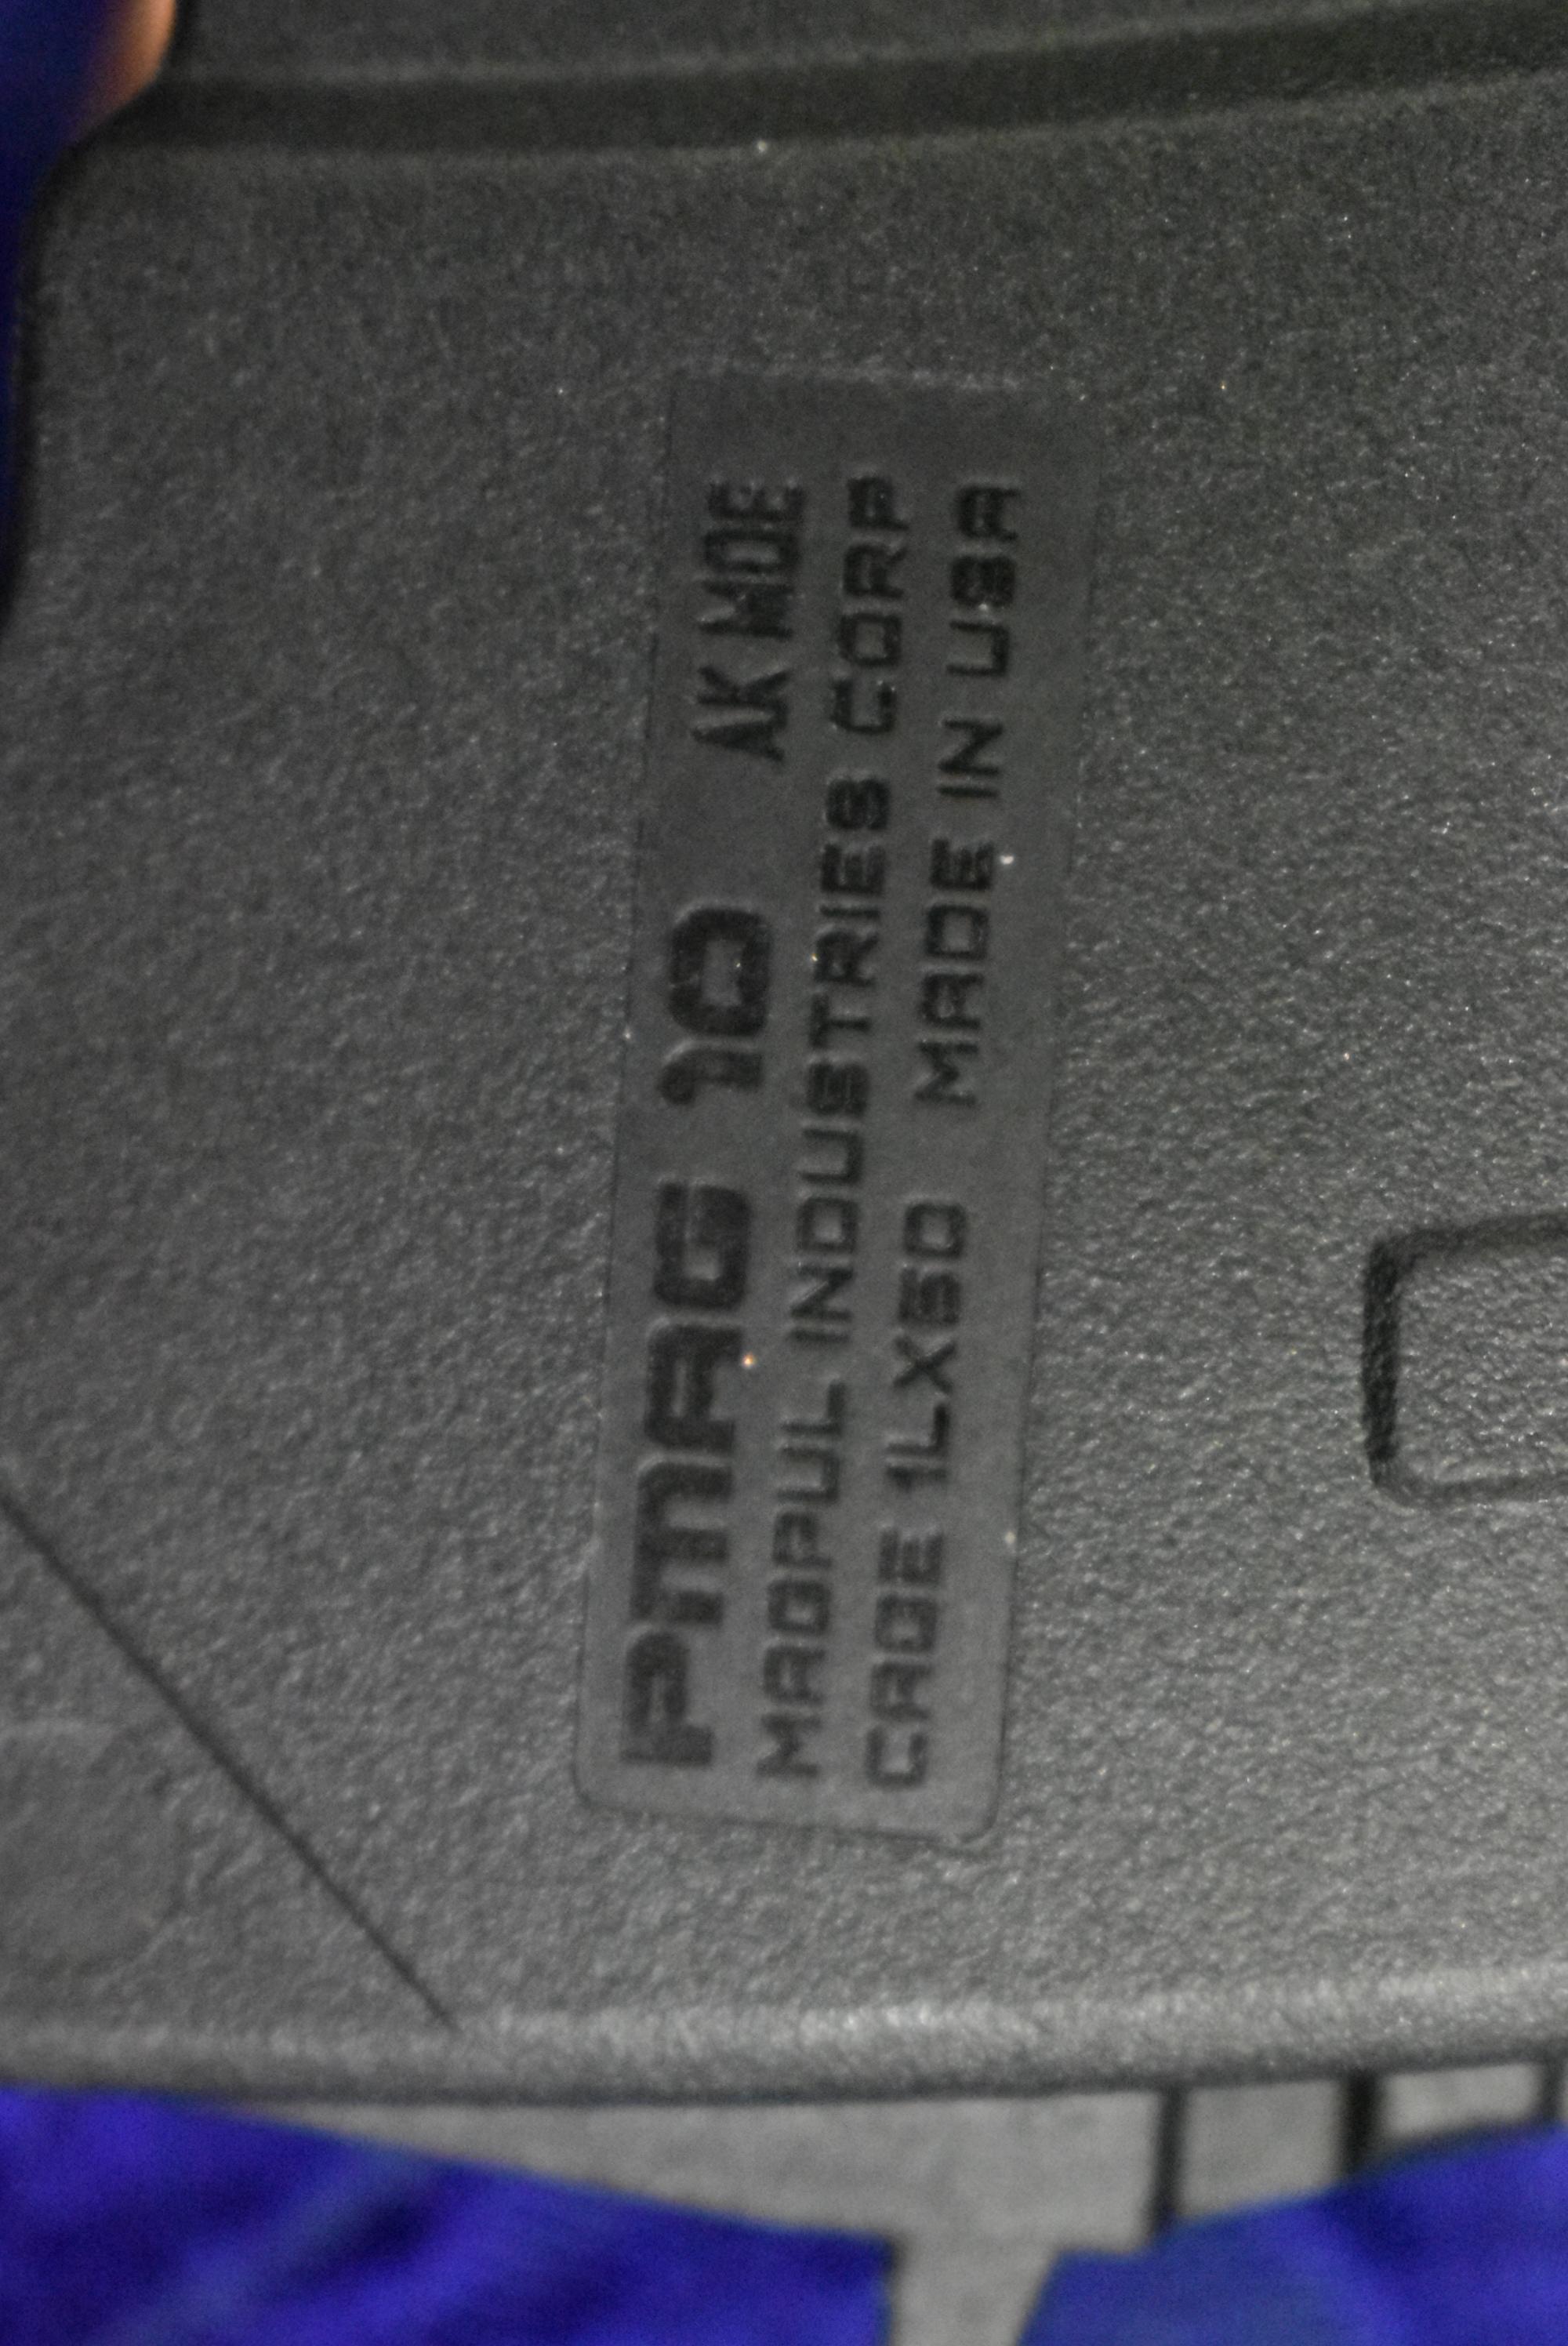 PMAG 10 AK MOE
MAGPUL INDUSTRIES CORP
CAGE 1LX50 MADE IN USA